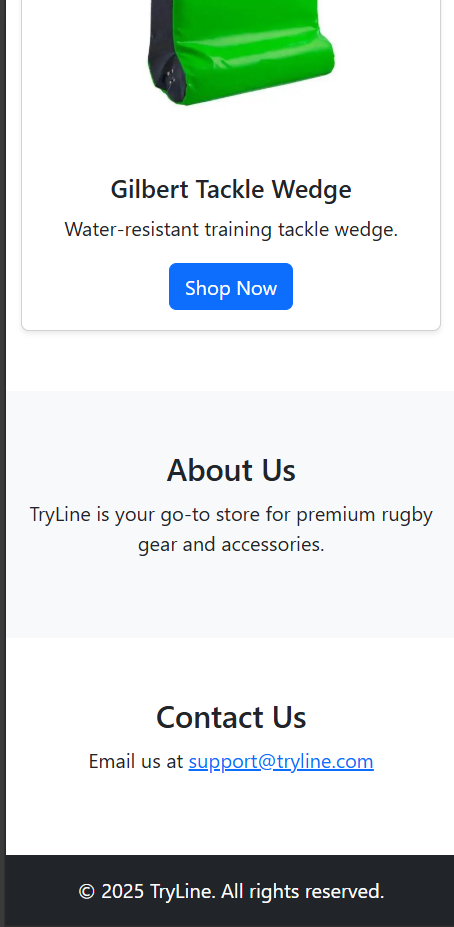 Gilbert Tackle Wedge
Water-resistant training tackle wedge.
Shop Now
About Us
TryLine is your go-to store for premium rugby
gear and accessories.
Contact Us
Email us at support@tryline.com
© 2025 TryLine. All rights reserved.